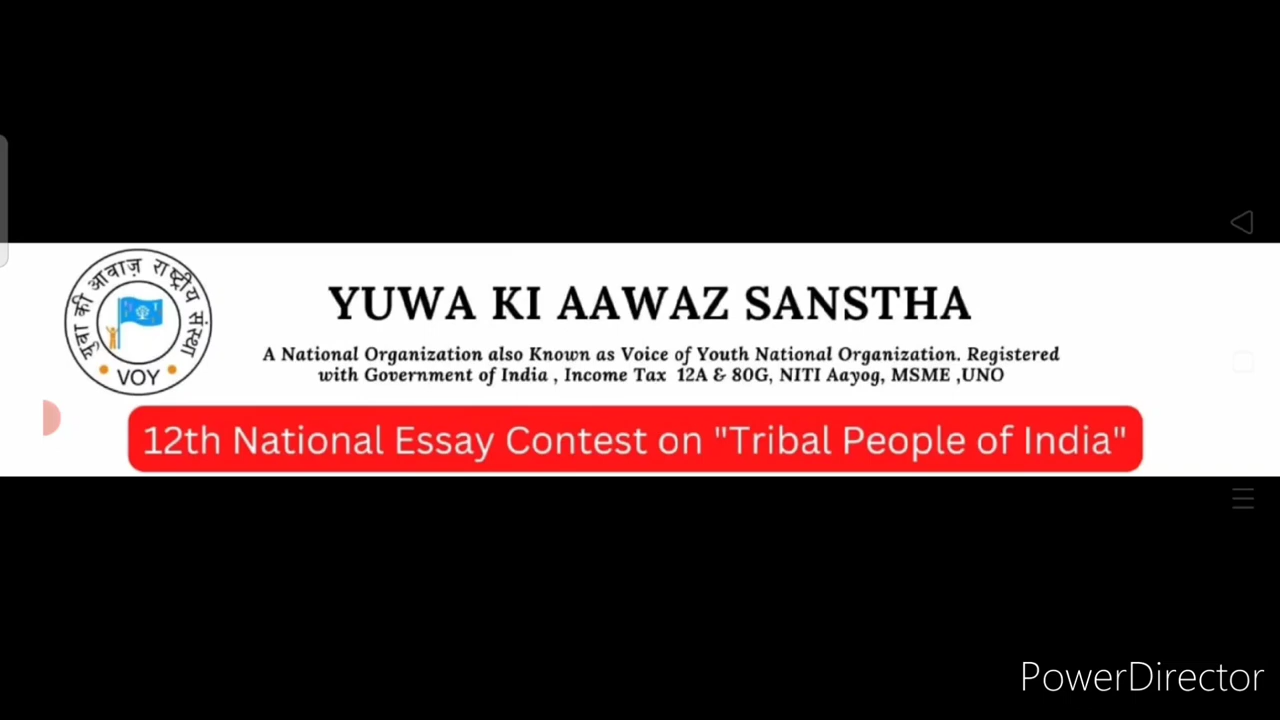 युवा की आवाज़ राष्ट्रीय संस्था
VOY
YUWA KI AAWAZ SANSTHA
A National Organization also Known as Voice of Youth National Organization. Registered
with Government of India , Income Tax 12A & 80G, NITI Aayog, MSME ,UNO
12th National Essay Contest on "Tribal People of India"
PowerDirector